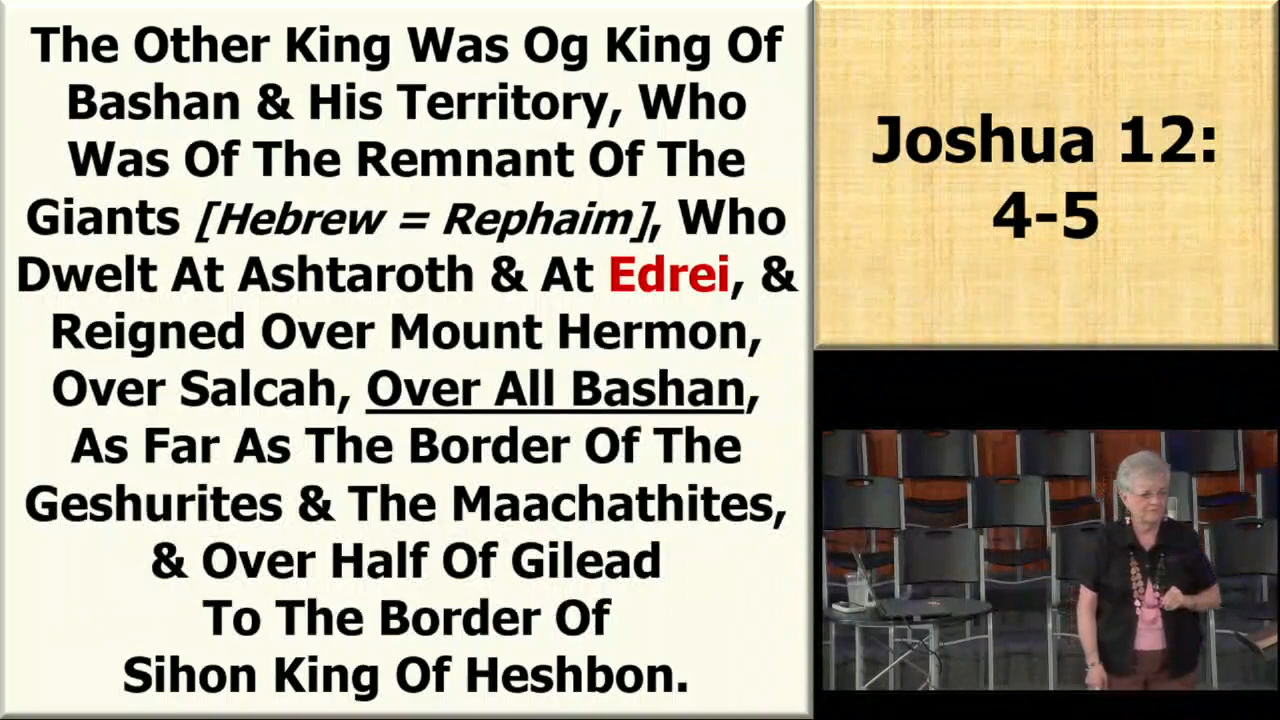 The Other King Was Og King Of
Bashan & His Territory, Who
Was Of The Remnant Of The
Giants [Hebrew = Rephaim], Who
Dwelt At Ashtaroth & At Edrei, &
Reigned Over Mount Hermon,
Over Salcah, Over All Bashan,
As Far As The Border Of The
Geshurites & The Maachathites,
& Over Half Of Gilead
To The Border Of
Sihon King Of Heshbon.
Joshua 12:
4-5